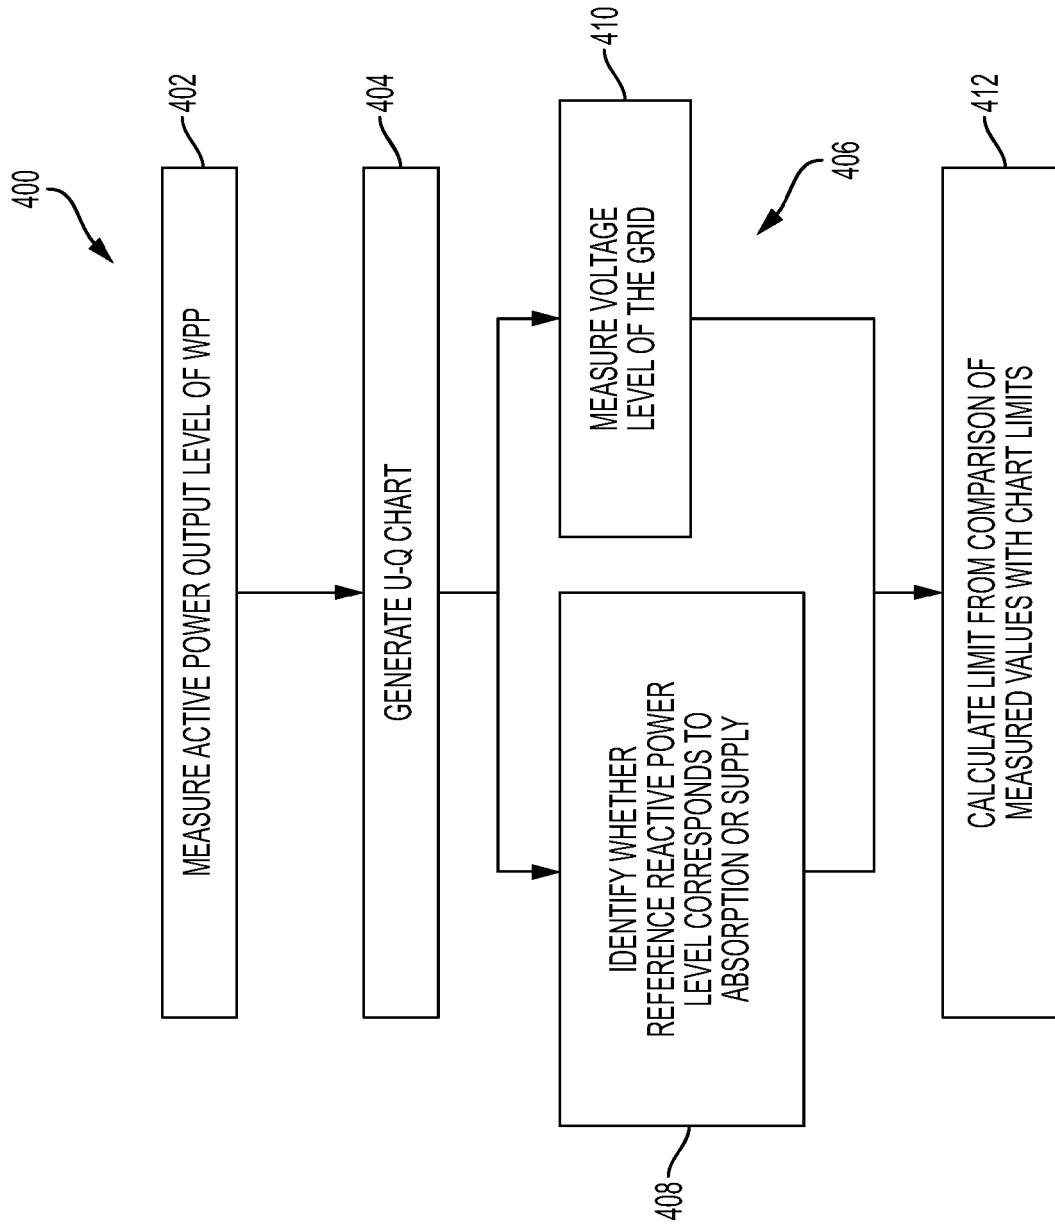 400
402
MEASURE ACTIVE POWER OUTPUT LEVEL OF WPP
404
GENERATE U-Q CHART
408
IDENTIFY WHETHER
REFERENCE REACTIVE POWER
LEVEL CORRESPONDS TO
ABSORPTION OR SUPPLY
410
MEASURE VOLTAGE
LEVEL OF THE GRID
406
412
CALCULATE LIMIT FROM COMPARISON OF
MEASURED VALUES WITH CHART LIMITS